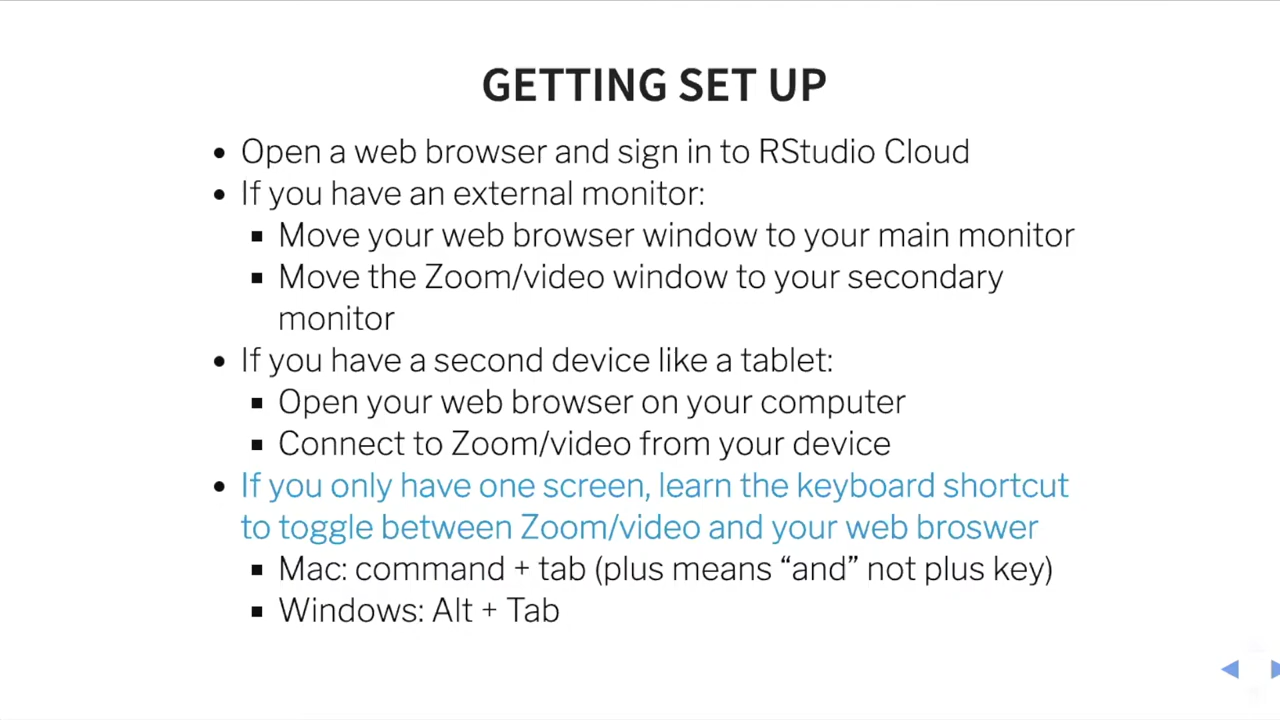 GETTING SET UP
• Open a web browser and sign in to RStudio Cloud
• If you have an external monitor:
▪ Move your web browser window to your main monitor
▪ Move the Zoom/video window to your secondary
monitor
• If you have a second device like a tablet:
▪ Open your web browser on your computer
▪ Connect to Zoom/video from your device
• If you only have one screen, learn the keyboard shortcut
to toggle between Zoom/video and your web broswer
▪ Mac: command + tab (plus means “and” not plus key)
▪ Windows: Alt + Tab